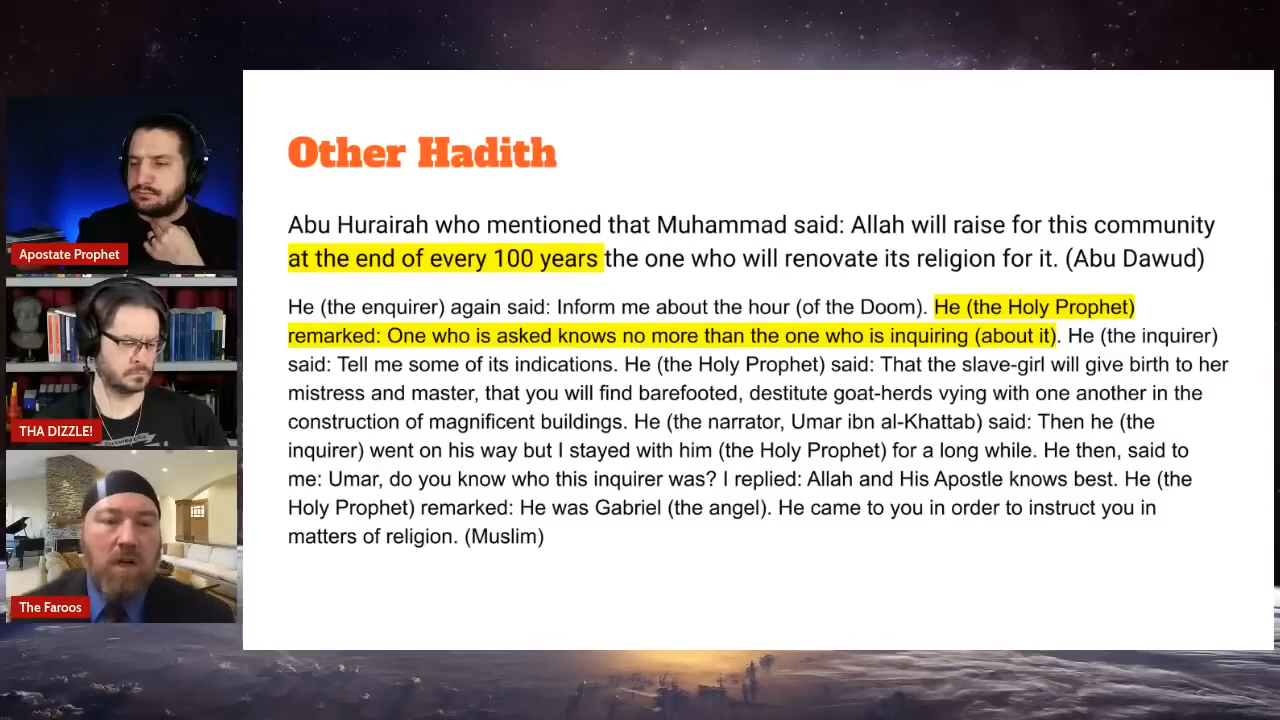 Other Hadith
Abu Hurairah who mentioned that Muhammad said: Allah will raise for this community
at the end of every 100 years the one who will renovate its religion for it. (Abu Dawud)
He (the enquirer) again said: Inform me about the hour (of the Doom). He (the Holy Prophet)
remarked: One who is asked knows no more than the one who is inquiring (about it). He (the inquirer)
said: Tell me some of its indications. He (the Holy Prophet) said: That the slave-girl will give birth to her
mistress and master, that you will find barefooted, destitute goat-herds vying with one another in the
construction of magnificent buildings. He (the narrator, Umar ibn al-Khattab) said: Then he (the
inquirer) went on his way but I stayed with him (the Holy Prophet) for a long while. He then, said to
me: Umar, do you know who this inquirer was? I replied: Allah and His Apostle knows best. He (the
Holy Prophet) remarked: He was Gabriel (the angel). He came to you in order to instruct you in
matters of religion. (Muslim)
Apostate Prophet
THA DIZZLE!
The Faroos